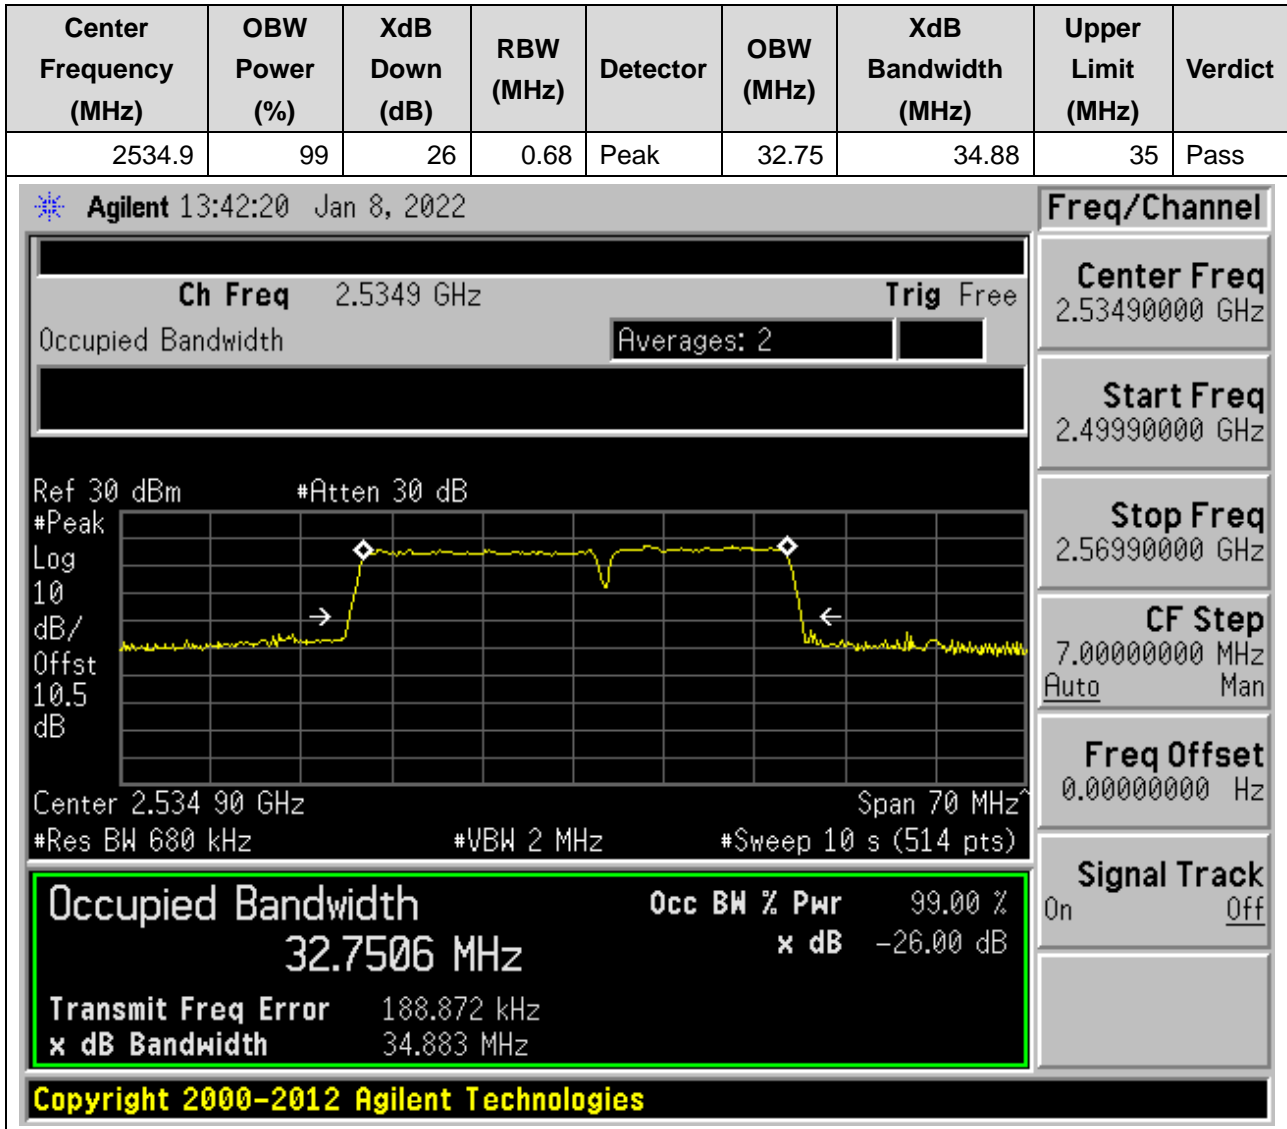 Center Frequency (MHz) OBW Power (%) XdB Down (dB) RBW (MHz) Detector OBW (MHz) XdB Bandwidth (MHz) Upper Limit (MHz) Verdict
2534.9 99 26 0.68 Peak 32.75 34.88 35 Pass
Agilent 13:42:20 Jan 8, 2022
Freq/Channel
Ch Freq 2.5349 GHz Trig Free
Occupied Bandwidth Averages: 2
Center Freq
2.53490000 GHz
Start Freq
2.49990000 GHz
Stop Freq
2.56990000 GHz
CF Step
7.00000000 MHz
Auto Man
Freq Offset
0.00000000 Hz
Signal Track
On Off
Ref 30 dBm #Atten 30 dB
#Peak
Log
10
dB/
Offst
10.5
dB
Center 2.534 90 GHz Span 70 MHz^
#Res BW 680 kHz #VBW 2 MHz #Sweep 10 s (514 pts)
Occupied Bandwidth Occ BW % Pwr 99.00 %
32.7506 MHz x dB -26.00 dB
Transmit Freq Error 188.872 kHz
x dB Bandwidth 34.883 MHz
Copyright 2000-2012 Agilent Technologies